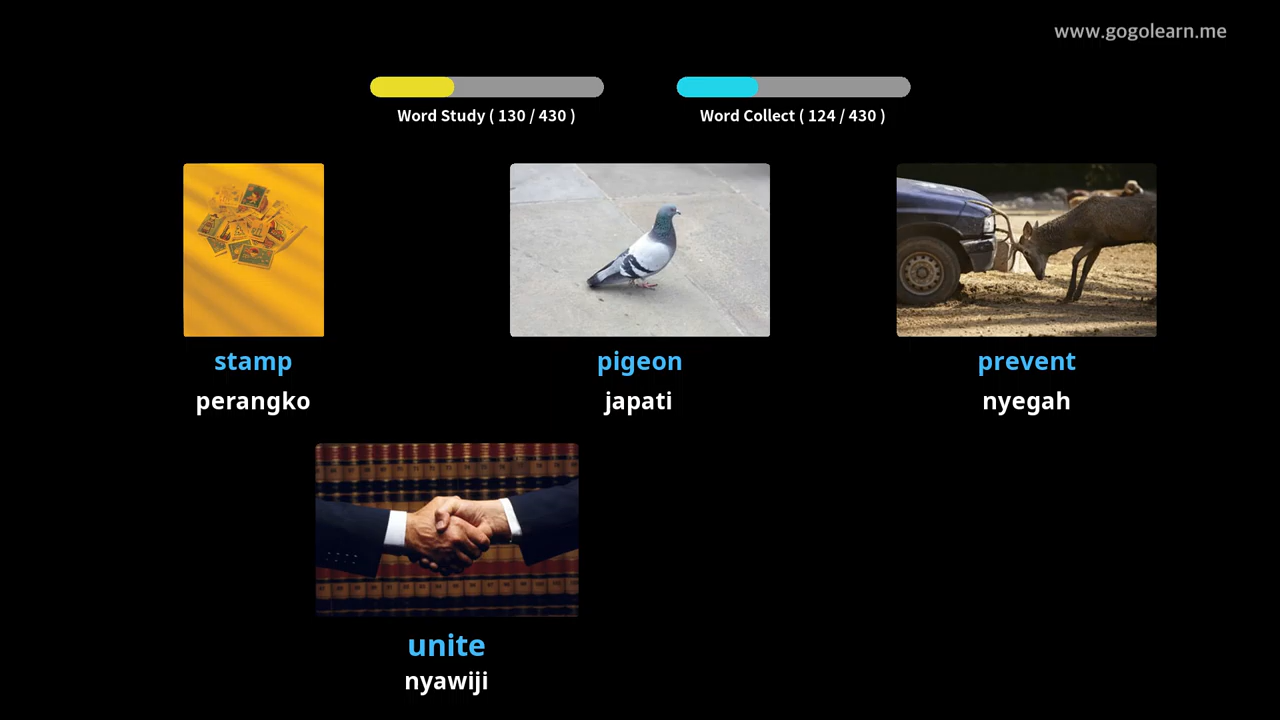 www.gogolearn.me
Word Study ( 130 / 430 )
Word Collect ( 124 / 430 )
stamp
perangko
pigeon
japati
prevent
nyegah
unite
nyawiji